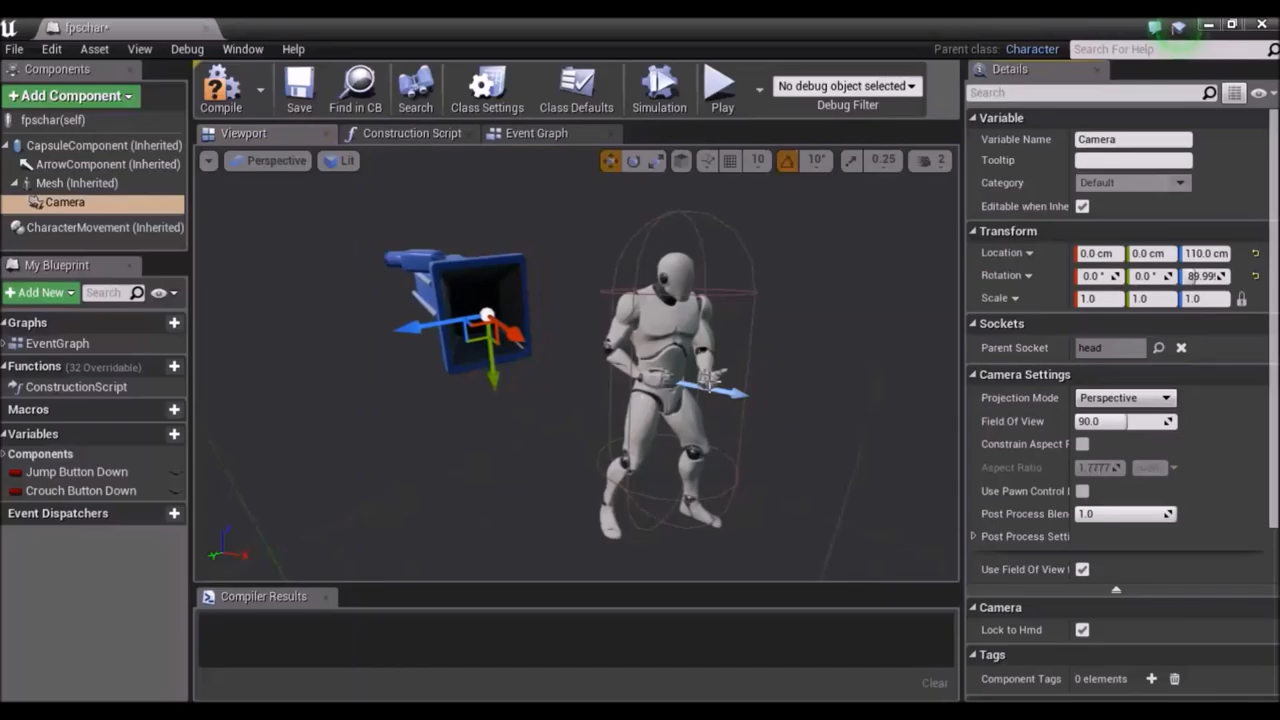 fpschar*
File Edit Asset View Debug Window Help
Parent class: Character
Search For Help
Components
+Add Component
fpschar(self)
CapsuleComponent (Inherited)
ArrowComponent (Inherited)
Mesh (Inherited)
Camera
CharacterMovement (Inherited)
My Blueprint
+Add New
Search
Graphs
EventGraph
Functions (32 Overridable)
ConstructionScript
Macros
Variables
Components
Jump Button Down
Crouch Button Down
Event Dispatchers
Compile
Save
Find in CB
Search
Class Settings
Class Defaults
Simulation
Play
No debug object selected
Debug Filter
Viewport
Construction Script
Event Graph
Perspective
Lit
10
10°
0.25
2
Compiler Results
Clear
Details
Search
Variable
Variable Name Camera
Tooltip
Category Default
Editable when Inhe
Transform
Location 0.0 cm 0.0 cm 110.0 cm
Rotation 0.0 ° 0.0 °
Scale 1.0 1.0 1.0
Sockets
Parent Socket head
Camera Settings
Projection Mode Perspective
Field Of View 90.0
Constrain Aspect R
Aspect Ratio 1.7777
Use Pawn Control
Post Process Blen 1.0
Post Process Setti
Use Field Of View
Camera
Lock to Hmd
Tags
Component Tags 0 elements